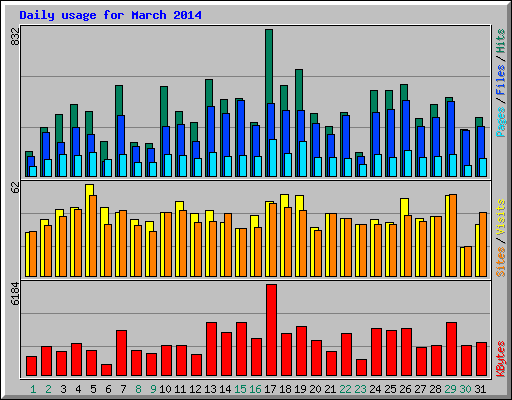 Daily usage for March 2014
832
Pages / Files / Hits
62
Sites / Visits
6184
KBytes
1 2 3 4 5 6 7 8 9 10 11 12 13 14 15 16 17 18 19 20 21 22 23 24 25 26 27 28 29 30 31